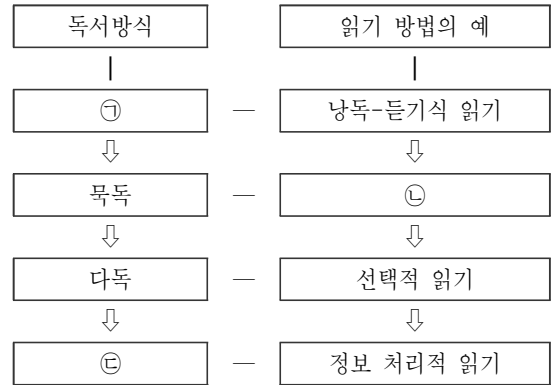 독서방식 읽기 방법의 예
㉠ — 낭독-듣기식 읽기
묵독 — ㉡
다독 — 선택적 읽기
㉢ — 정보 처리적 읽기